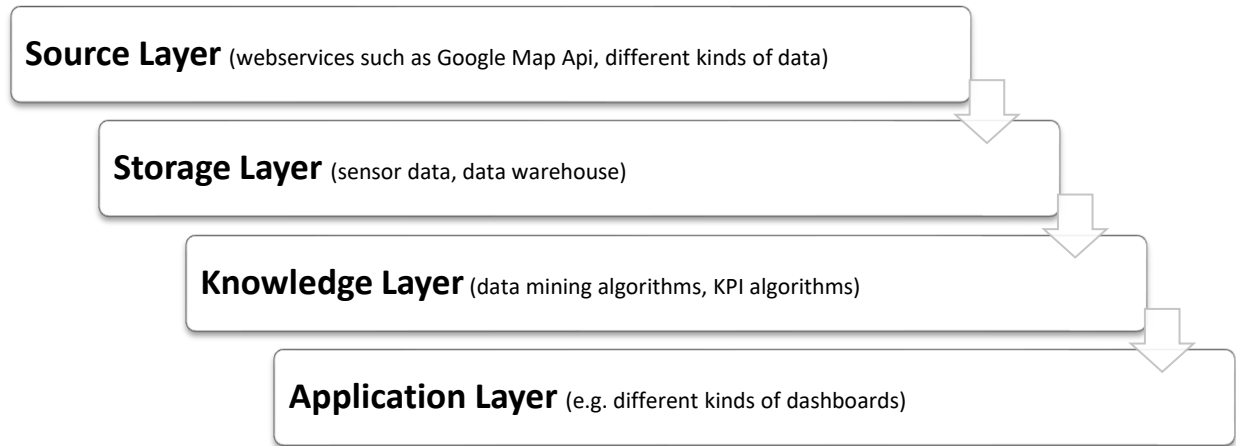 Source Layer (webservices such as Google Map Api, different kinds of data)
Storage Layer (sensor data, data warehouse)
Knowledge Layer (data mining algorithms, KPI algorithms)
Application Layer (e.g. different kinds of dashboards)